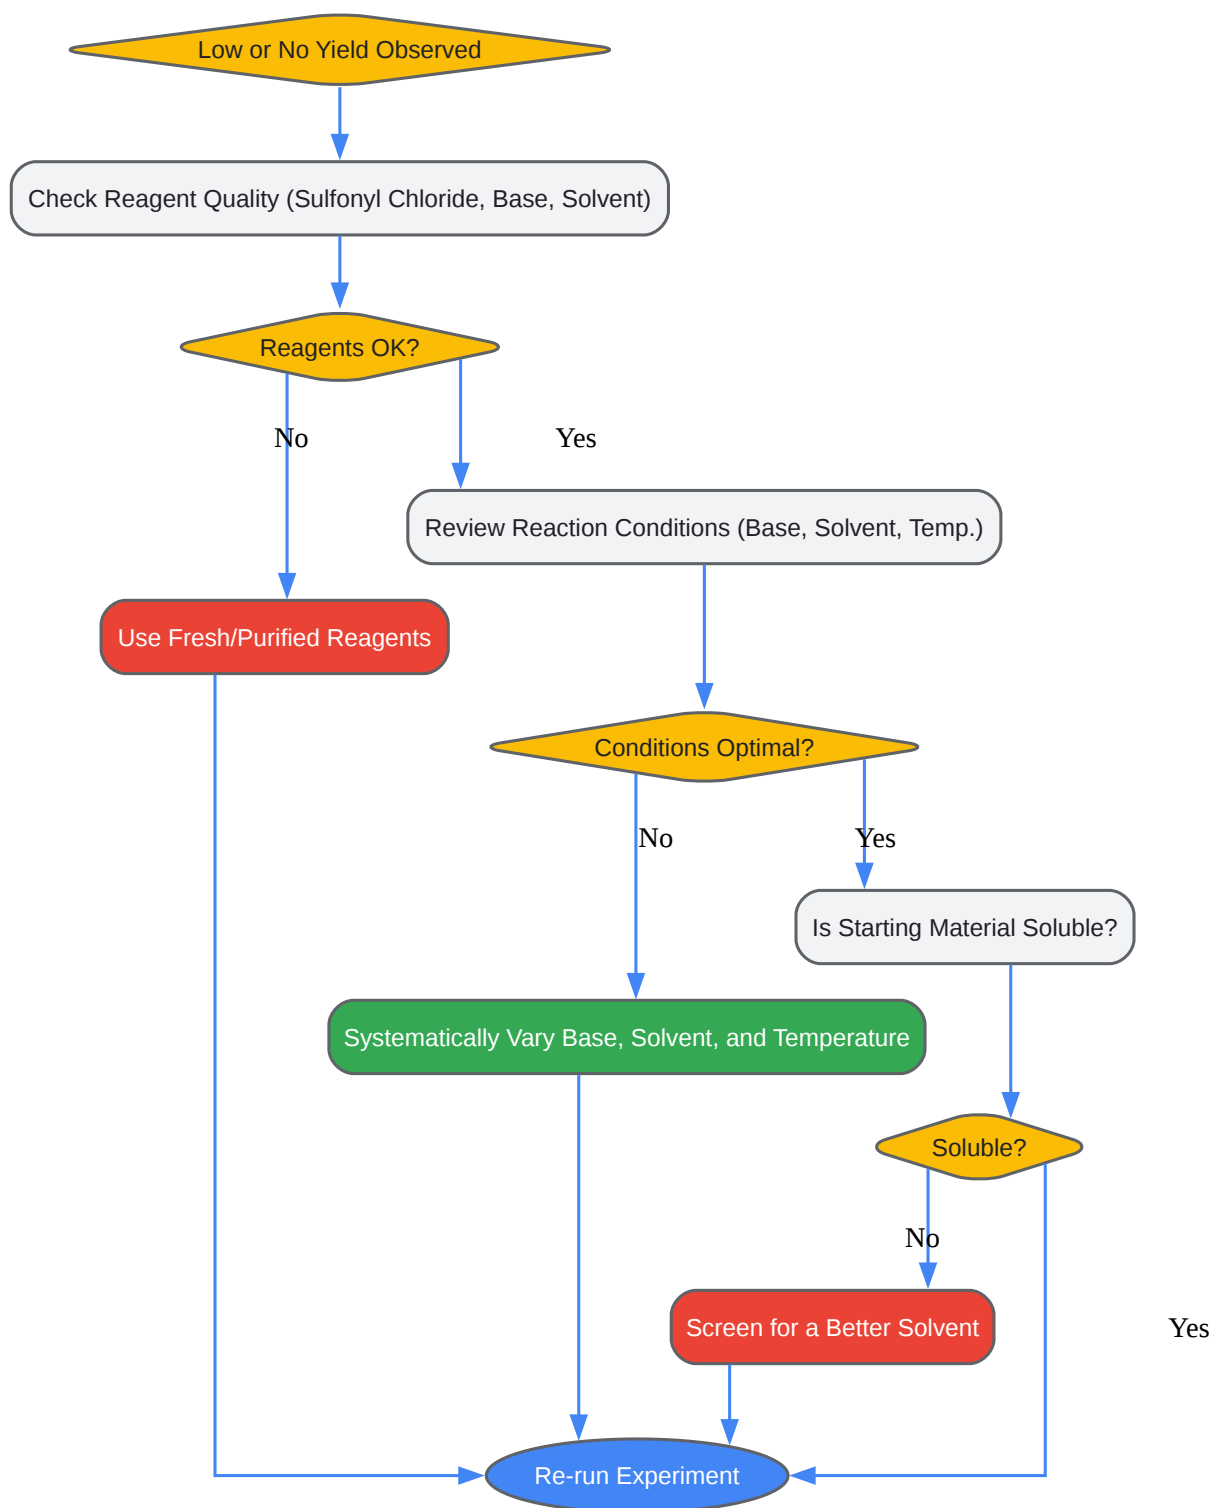 Low or No Yield Observed
Check Reagent Quality (Sulfonyl Chloride, Base, Solvent)
Reagents OK?
No
Yes
Review Reaction Conditions (Base, Solvent, Temp.)
Use Fresh/Purified Reagents
Conditions Optimal?
No
Yes
Is Starting Material Soluble?
Systematically Vary Base, Solvent, and Temperature
Soluble?
No
Screen for a Better Solvent
Yes
Re-run Experiment